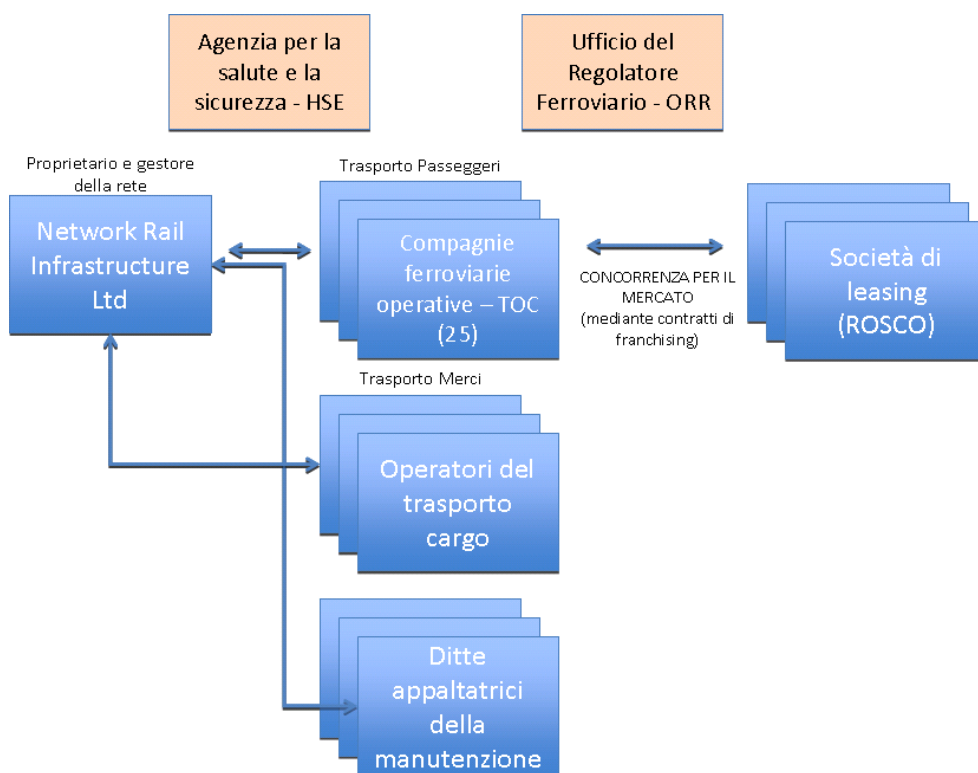 Agenzia per la
salute e la
sicurezza - HSE
Ufficio del
Regolatore
Ferroviario - ORR
Proprietario e gestore
della rete
Network Rail
Infrastructure
Ltd
Trasporto Passeggeri
Compagnie
ferroviarie
operative – TOC
(25)
CONCORRENZA PER IL
MERCATO
(mediante contratti di
franchising)
Società di
leasing
(ROSCO)
Trasporto Merci
Operatori del
trasporto
cargo
Ditte
appaltatrici
della
manutenzione